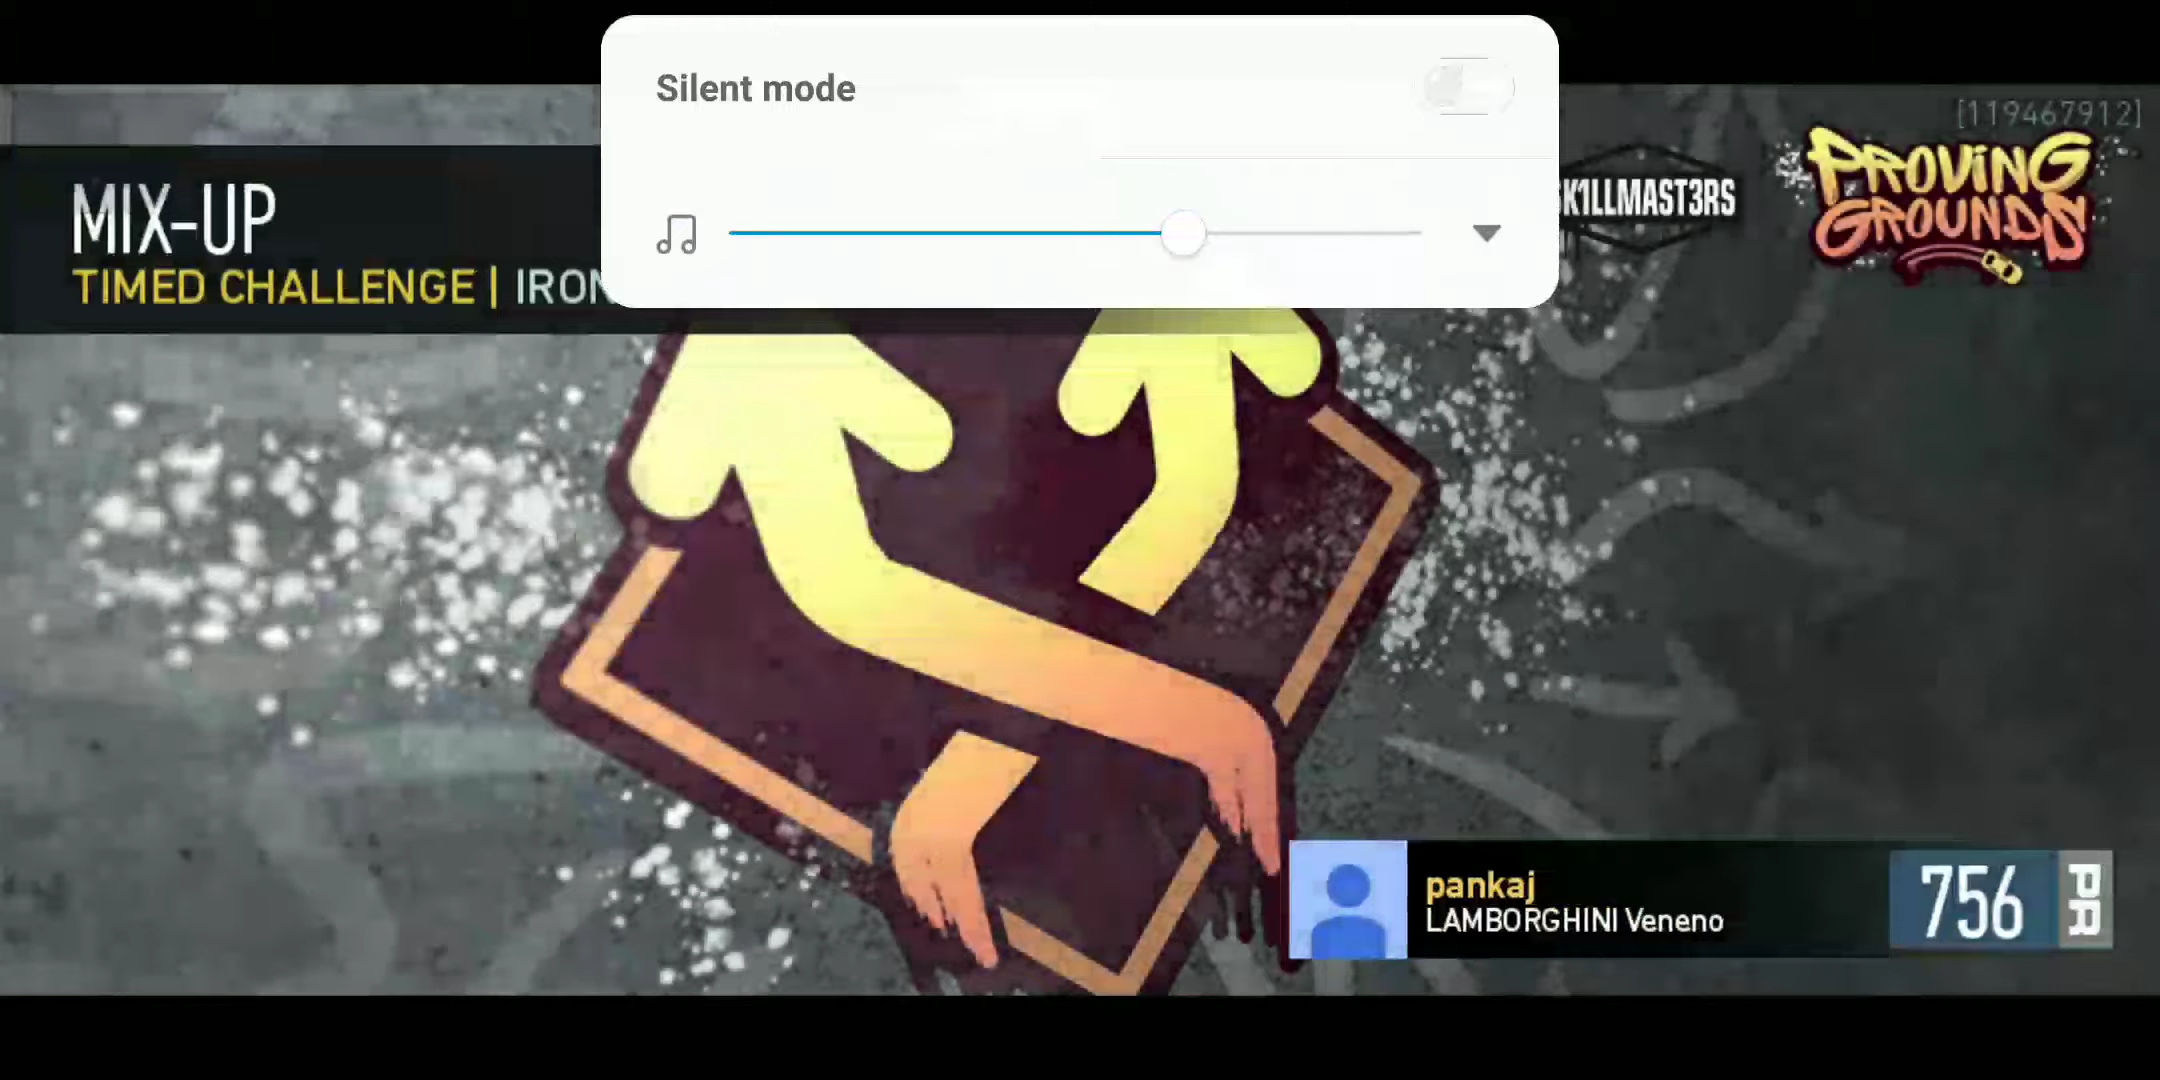 Silent mode
[119467912]
MIX-UP
TIMED CHALLENGE | IRON
SK1LLMAST3RS
PROVING
GROUNDS
pankaj
LAMBORGHINI Veneno
756
PR